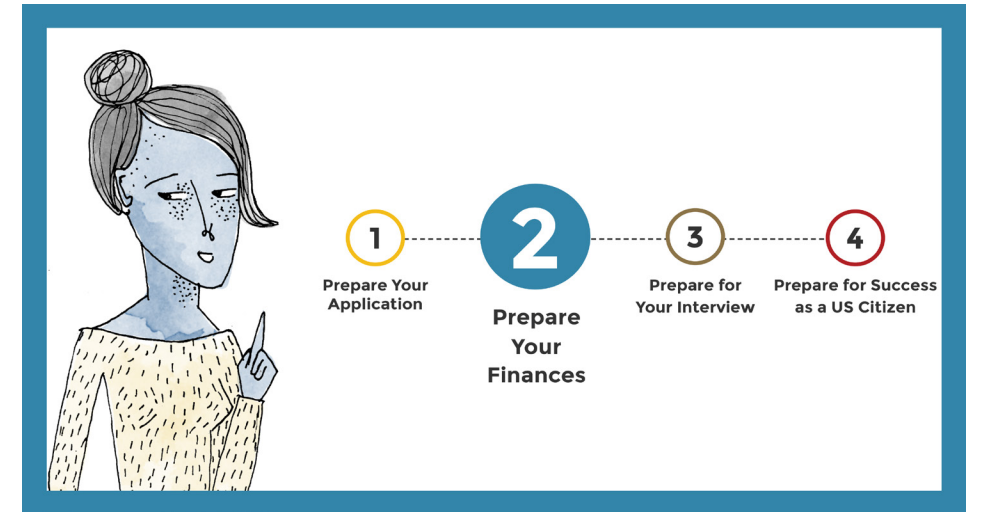 1
Prepare Your
Application
2
Prepare
Your
Finances
3
Prepare for
Your Interview
4
Prepare for Success
as a US Citizen